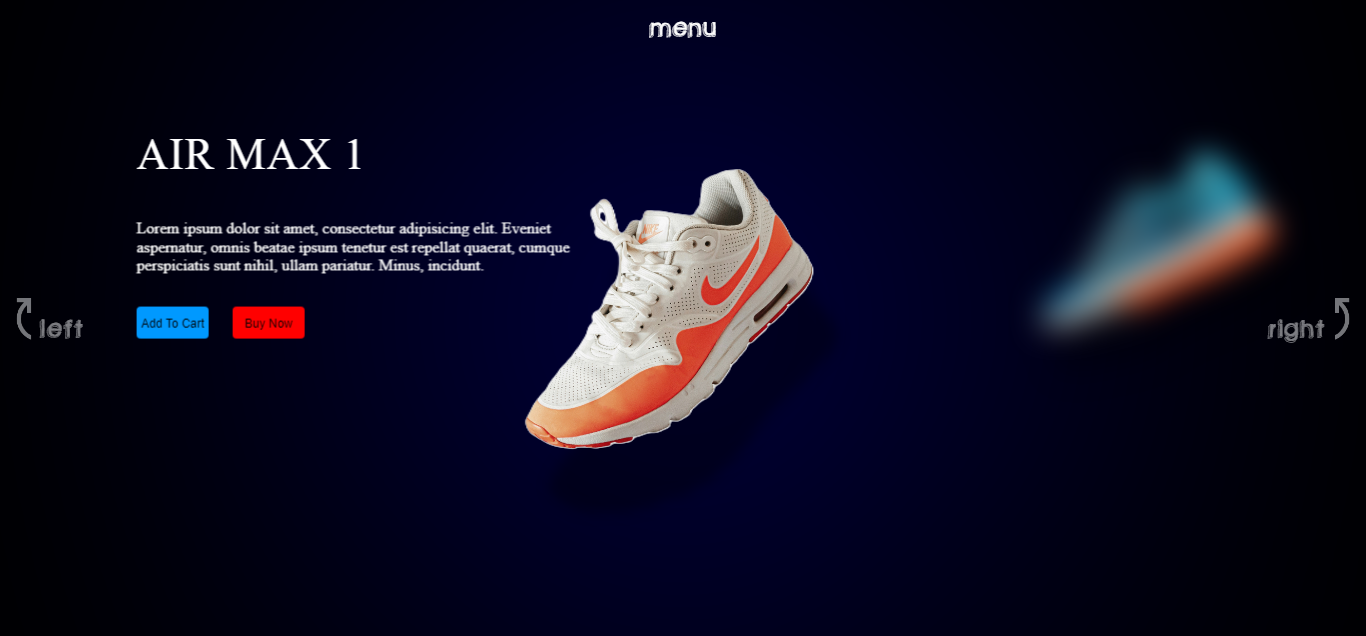 menu
AIR MAX 1
Lorem ipsum dolor sit amet, consectetur adipisicing elit. Eveniet
aspernatur, omnis beatae ipsum tenetur est repellat quaerat, cumque
perspiciatis sunt nihil, ullam pariatur. Minus, incidunt.
left
right
Add To Cart
Buy Now